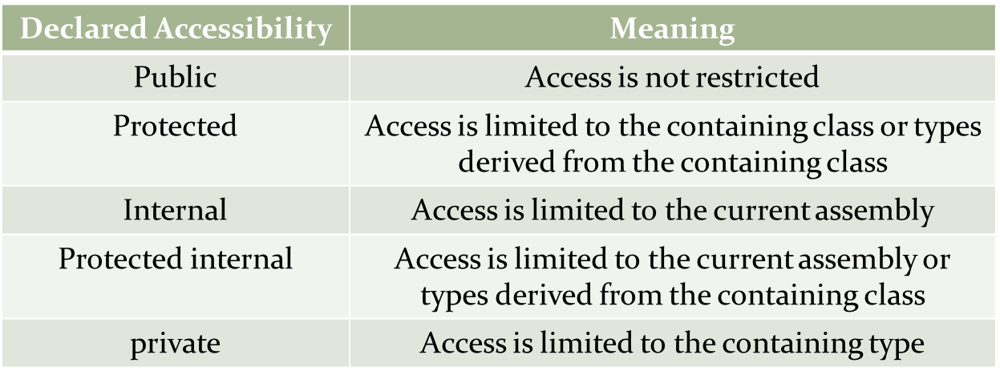 Declared Accessibility Meaning
Public Access is not restricted
Protected Access is limited to the containing class or types
derived from the containing class
Internal Access is limited to the current assembly
Protected internal Access is limited to the current assembly or
types derived from the containing class
private Access is limited to the containing type